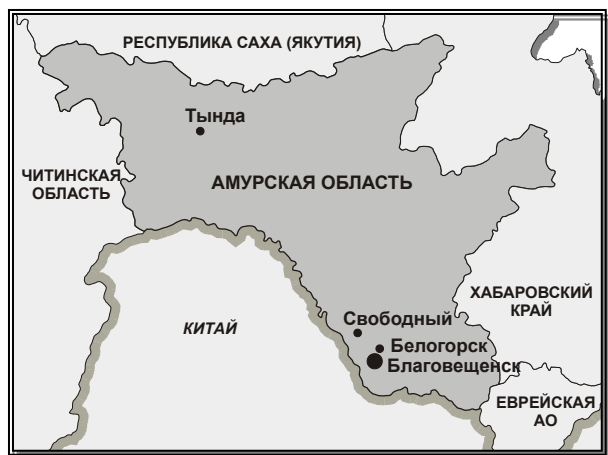 РЕСПУБЛИКА САХА (ЯКУТИЯ)
Тында
ЧИТИНСКАЯ
ОБЛАСТЬ
АМУРСКАЯ ОБЛАСТЬ
ХАБАРОВСКИЙ
КРАЙ
КИТАЙ
Свободный
Белогорск
Благовещенск
ЕВРЕЙСКАЯ
АО